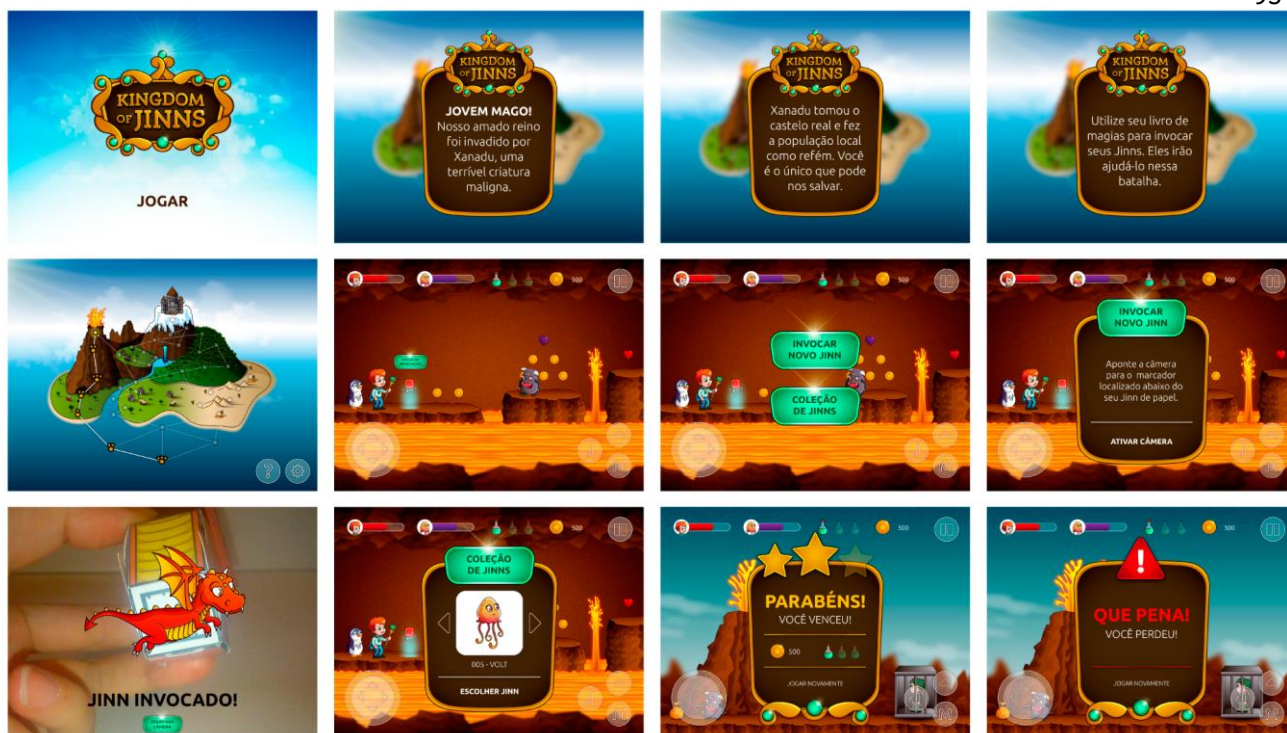 KINGDOM
OF JINNS
JOGAR
KINGDOM
OF JINNS
JOVEM MAGO!
Nosso amado reino
foi invadido por
Xanadu, uma
terrível criatura
maligna.
KINGDOM
OF JINNS
Xanadu tomou o
castelo real e fez
a população local
como refém. Você
é o único que pode
nos salvar.
KINGDOM
OF JINNS
Utilize seu livro de
magias para invocar
seus Jinns. Eles irão
ajudá-lo nessa
batalha.
?
500
500
INVOCAR
NOVO JINN
COLEÇÃO
DE JINNS
500
INVOCAR
NOVO JINN
Aponte a câmera
para o marcador
localizado abaixo do
seu Jinn de papel.
ATIVAR CÂMERA
JINN INVOCADO!
500
COLEÇÃO
DE JINNS
005 - VOLT
ESCOLHER JINN
500
PARABÉNS!
VOCÊ VENCEU!
500
JOGAR NOVAMENTE
M
500
!
QUE PENA!
VOCÊ PERDEU!
JOGAR NOVAMENTE
M